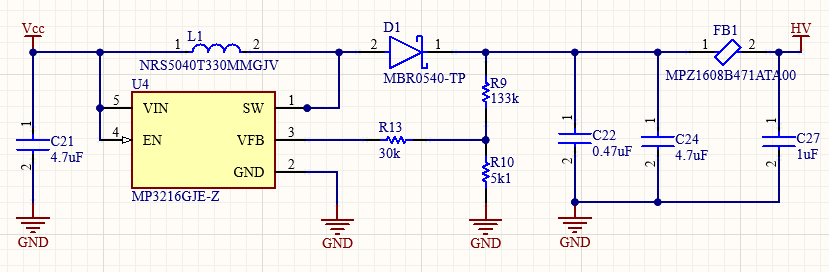 Vcc
L1
1
2
NRS5040T330MMGJV
D1
2
1
MBR0540-TP
FB1
1
2
HV
MPZ1608B471ATA00
U4
5
VIN
SW
1
4
EN
VFB
3
GND
2
MP3216GJE-Z
1
C21
4.7uF
2
R13
30k
R9
133k
R10
5k1
1
C22
0.47uF
2
1
C24
4.7uF
2
1
C27
1uF
2
GND
GND
GND
GND